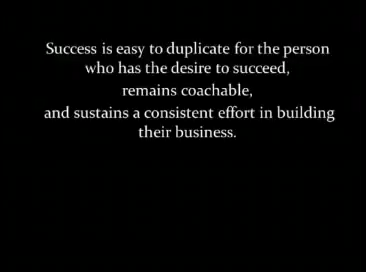 Success is easy to duplicate for the person
who has the desire to succeed,
remains coachable,
and sustains a consistent effort in building
their business.